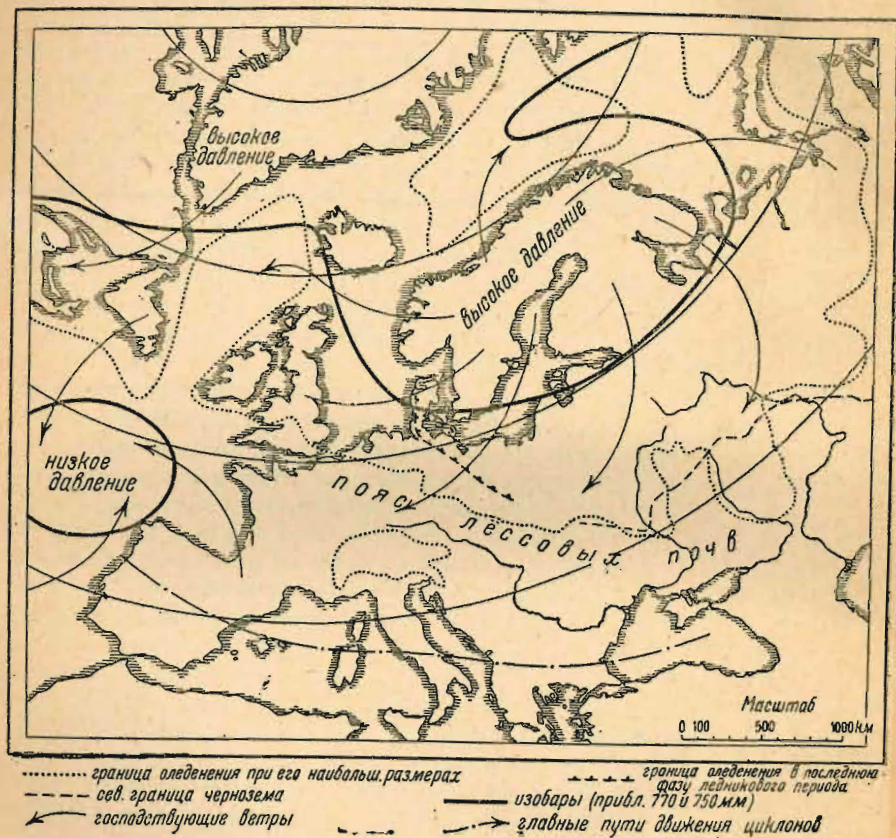 высокое
давление
высокое давление
низкое
давление
пояс лёссовых почв
Масштаб
0 100 500 1000 км
граница оледенения при его наибольш. размерах
сев. граница чернозема
господствующие ветры
граница оледенения в последнюю
фазу ледникового периода
изобары (прибл. 770 и 750 мм)
главные пути движения циклонов